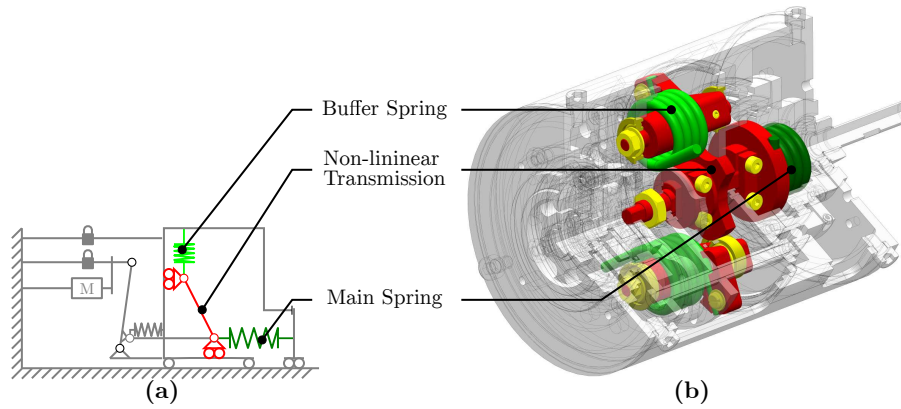 Buffer Spring
Non-lininear
Transmission
Main Spring
M
(a)
(b)